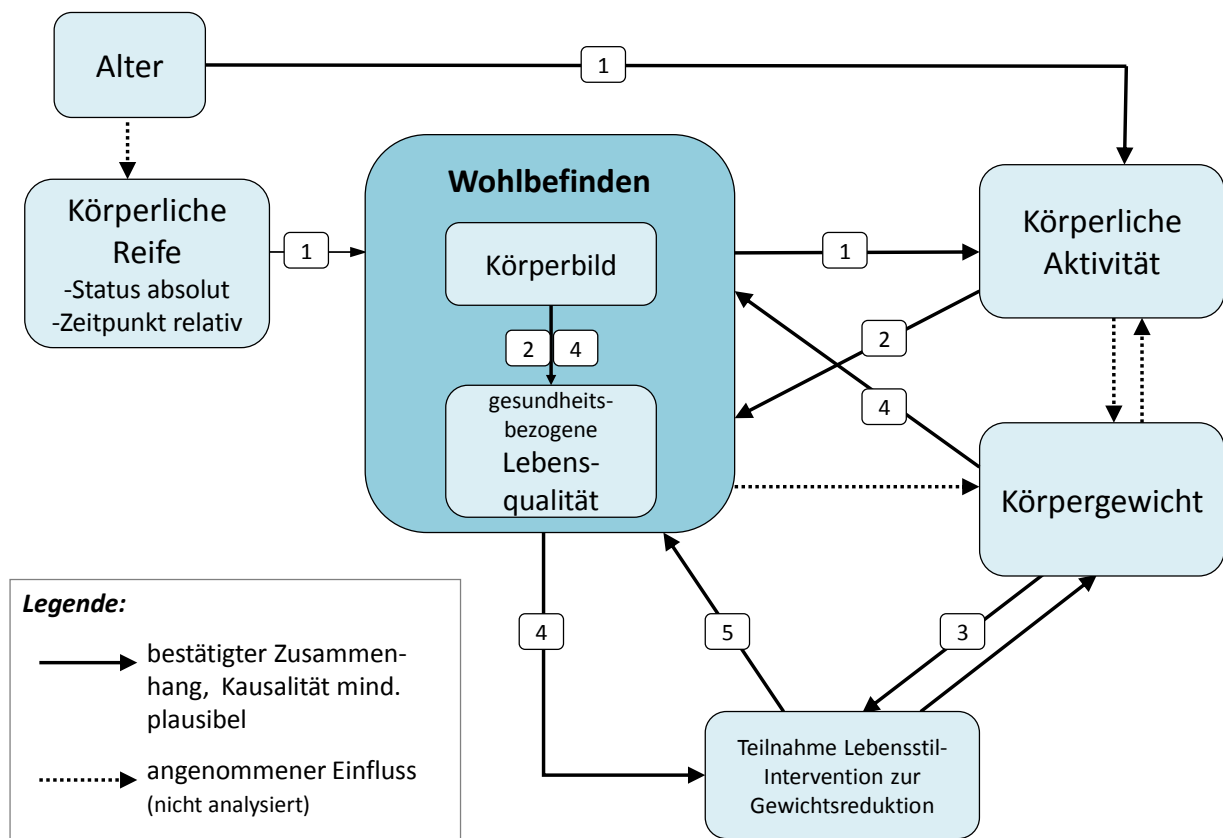 Alter
1
Körperliche
Reife
-Status absolut
-Zeitpunkt relativ
1
Wohlbefinden
Körperbild
2 4
gesundheits-
bezogene
Lebens-
qualität
1
Körperliche
Aktivität
2
4
Körpergewicht
4
5
3
Teilnahme Lebensstil-
Intervention zur
Gewichtsreduktion
Legende:
bestätigter Zusammen-
hang, Kausalität mind.
plausibel
angenommener Einfluss
(nicht analysiert)